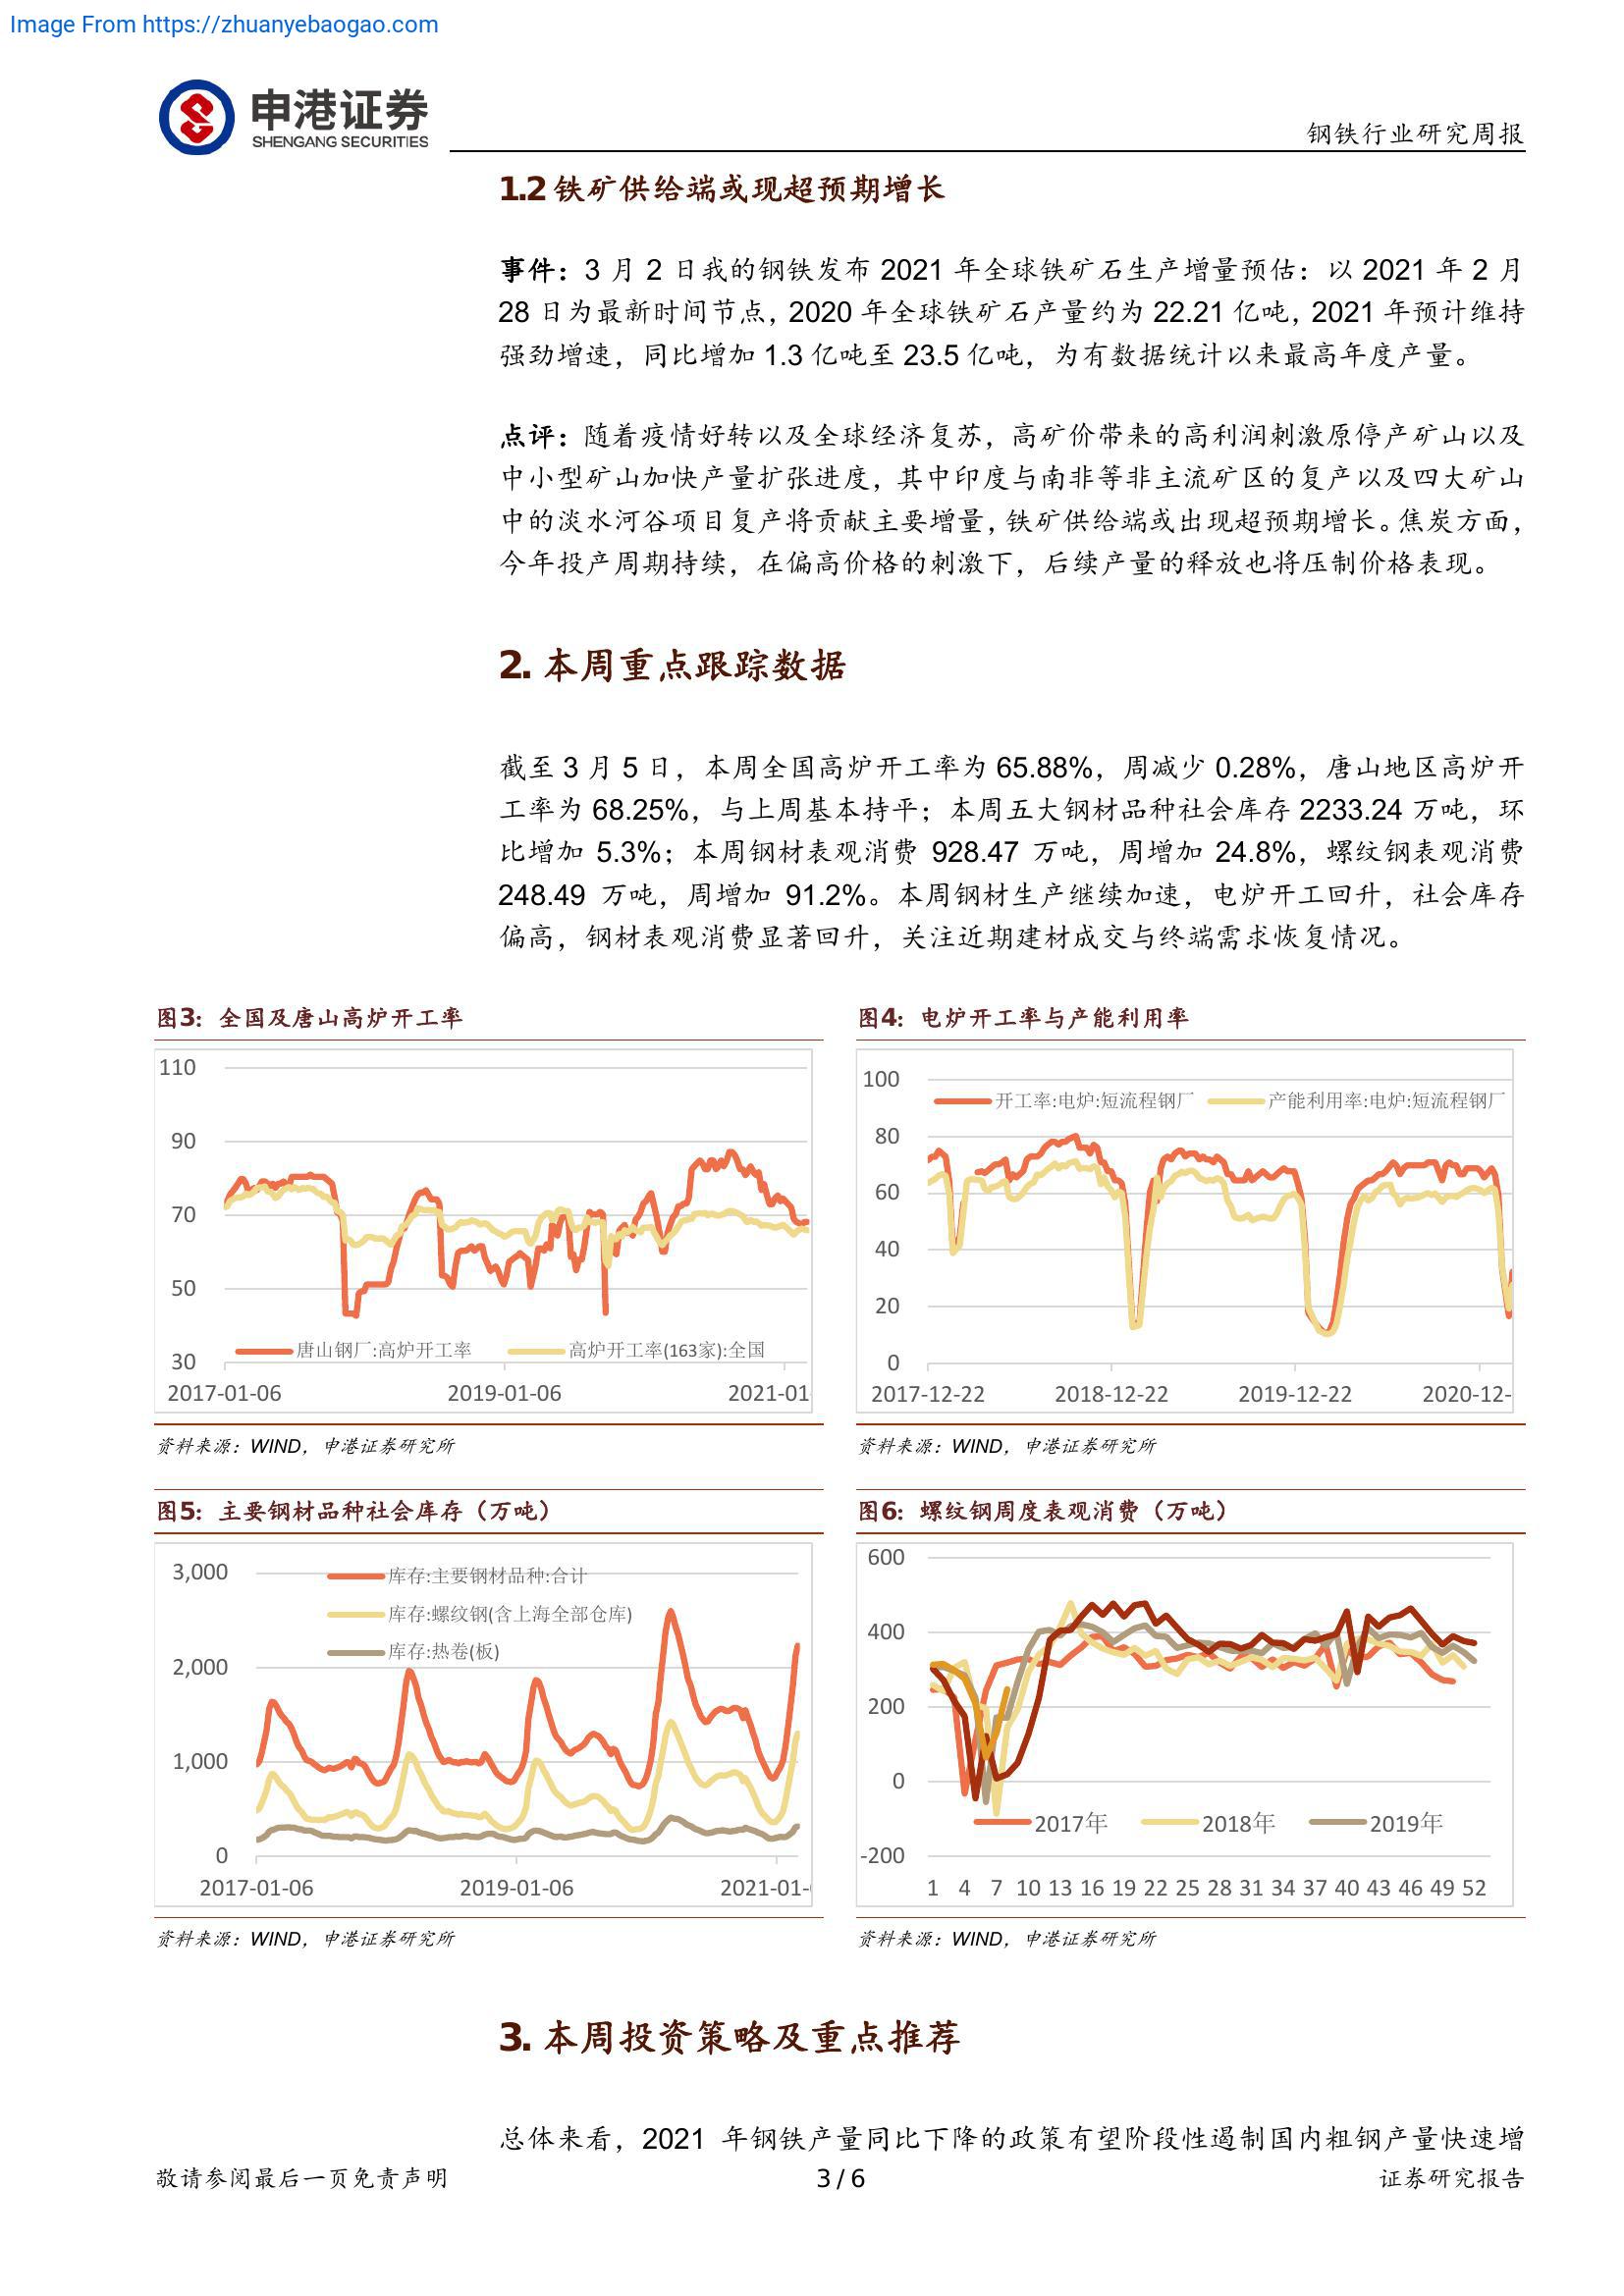 Image From https://zhuanyebaogao.com
申港证券
SHENGANG SECURITIES
钢铁行业研究周报
1.2 铁矿供给端或现超预期增长
事件：3 月 2 日我的钢铁发布 2021 年全球铁矿石生产增量预估：以 2021 年 2 月
28 日为最新时间节点，2020 年全球铁矿石产量约为 22.21 亿吨，2021 年预计维持
强劲增速，同比增加 1.3 亿吨至 23.5 亿吨，为有数据统计以来最高年度产量。
点评：随着疫情好转以及全球经济复苏，高矿价带来的高利润刺激原停产矿山以及
中小型矿山加快产量扩张进度，其中印度与南非等非主流矿区的复产以及四大矿山
中的淡水河谷项目复产将贡献主要增量，铁矿供给端或出现超预期增长。焦炭方面，
今年投产周期持续，在偏高价格的刺激下，后续产量的释放也将压制价格表现。
2. 本周重点跟踪数据
截至 3 月 5 日，本周全国高炉开工率为 65.88%，周减少 0.28%，唐山地区高炉开
工率为 68.25%，与上周基本持平；本周五大钢材品种社会库存 2233.24 万吨，环
比增加 5.3%；本周钢材表观消费 928.47 万吨，周增加 24.8%，螺纹钢表观消费
248.49 万吨，周增加 91.2%。本周钢材生产继续加速，电炉开工回升，社会库存
偏高，钢材表观消费显著回升，关注近期建材成交与终端需求恢复情况。
图3：全国及唐山高炉开工率
110
90
70
50
30
唐山钢厂:高炉开工率
高炉开工率(163家):全国
2017-01-06 2019-01-06 2021-01
资料来源：WIND，申港证券研究所
图4：电炉开工率与产能利用率
100
80
60
40
20
0
开工率:电炉:短流程钢厂
产能利用率:电炉:短流程钢厂
2017-12-22 2018-12-22 2019-12-22 2020-12-
资料来源：WIND，申港证券研究所
图5：主要钢材品种社会库存（万吨）
3,000
2,000
1,000
0
库存:主要钢材品种:合计
库存:螺纹钢(含上海全部仓库)
库存:热卷(板)
2017-01-06 2019-01-06 2021-01-
资料来源：WIND，申港证券研究所
图6：螺纹钢周度表观消费（万吨）
600
400
200
0
-200
2017年 2018年 2019年
1 4 7 10 13 16 19 22 25 28 31 34 37 40 43 46 49 52
资料来源：WIND，申港证券研究所
3. 本周投资策略及重点推荐
总体来看，2021 年钢铁产量同比下降的政策有望阶段性遏制国内粗钢产量快速增
敬请参阅最后一页免责声明
3 / 6
证券研究报告